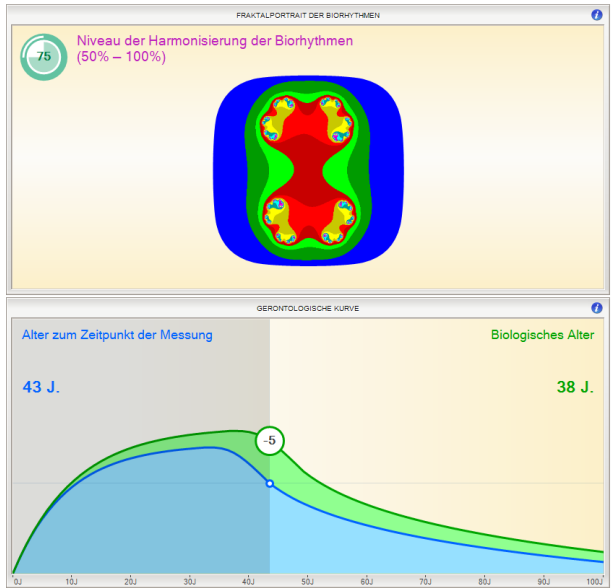 FRAKTALPORTRAIT DER BIORHYTHMEN
i
75
Niveau der Harmonisierung der Biorhythmen
(50% – 100%)
GERONTOLOGISCHE KURVE
i
Alter zum Zeitpunkt der Messung
Biologisches Alter
43 J.
38 J.
-5
0J 10J 20J 30J 40J 50J 60J 70J 80J 90J 100J